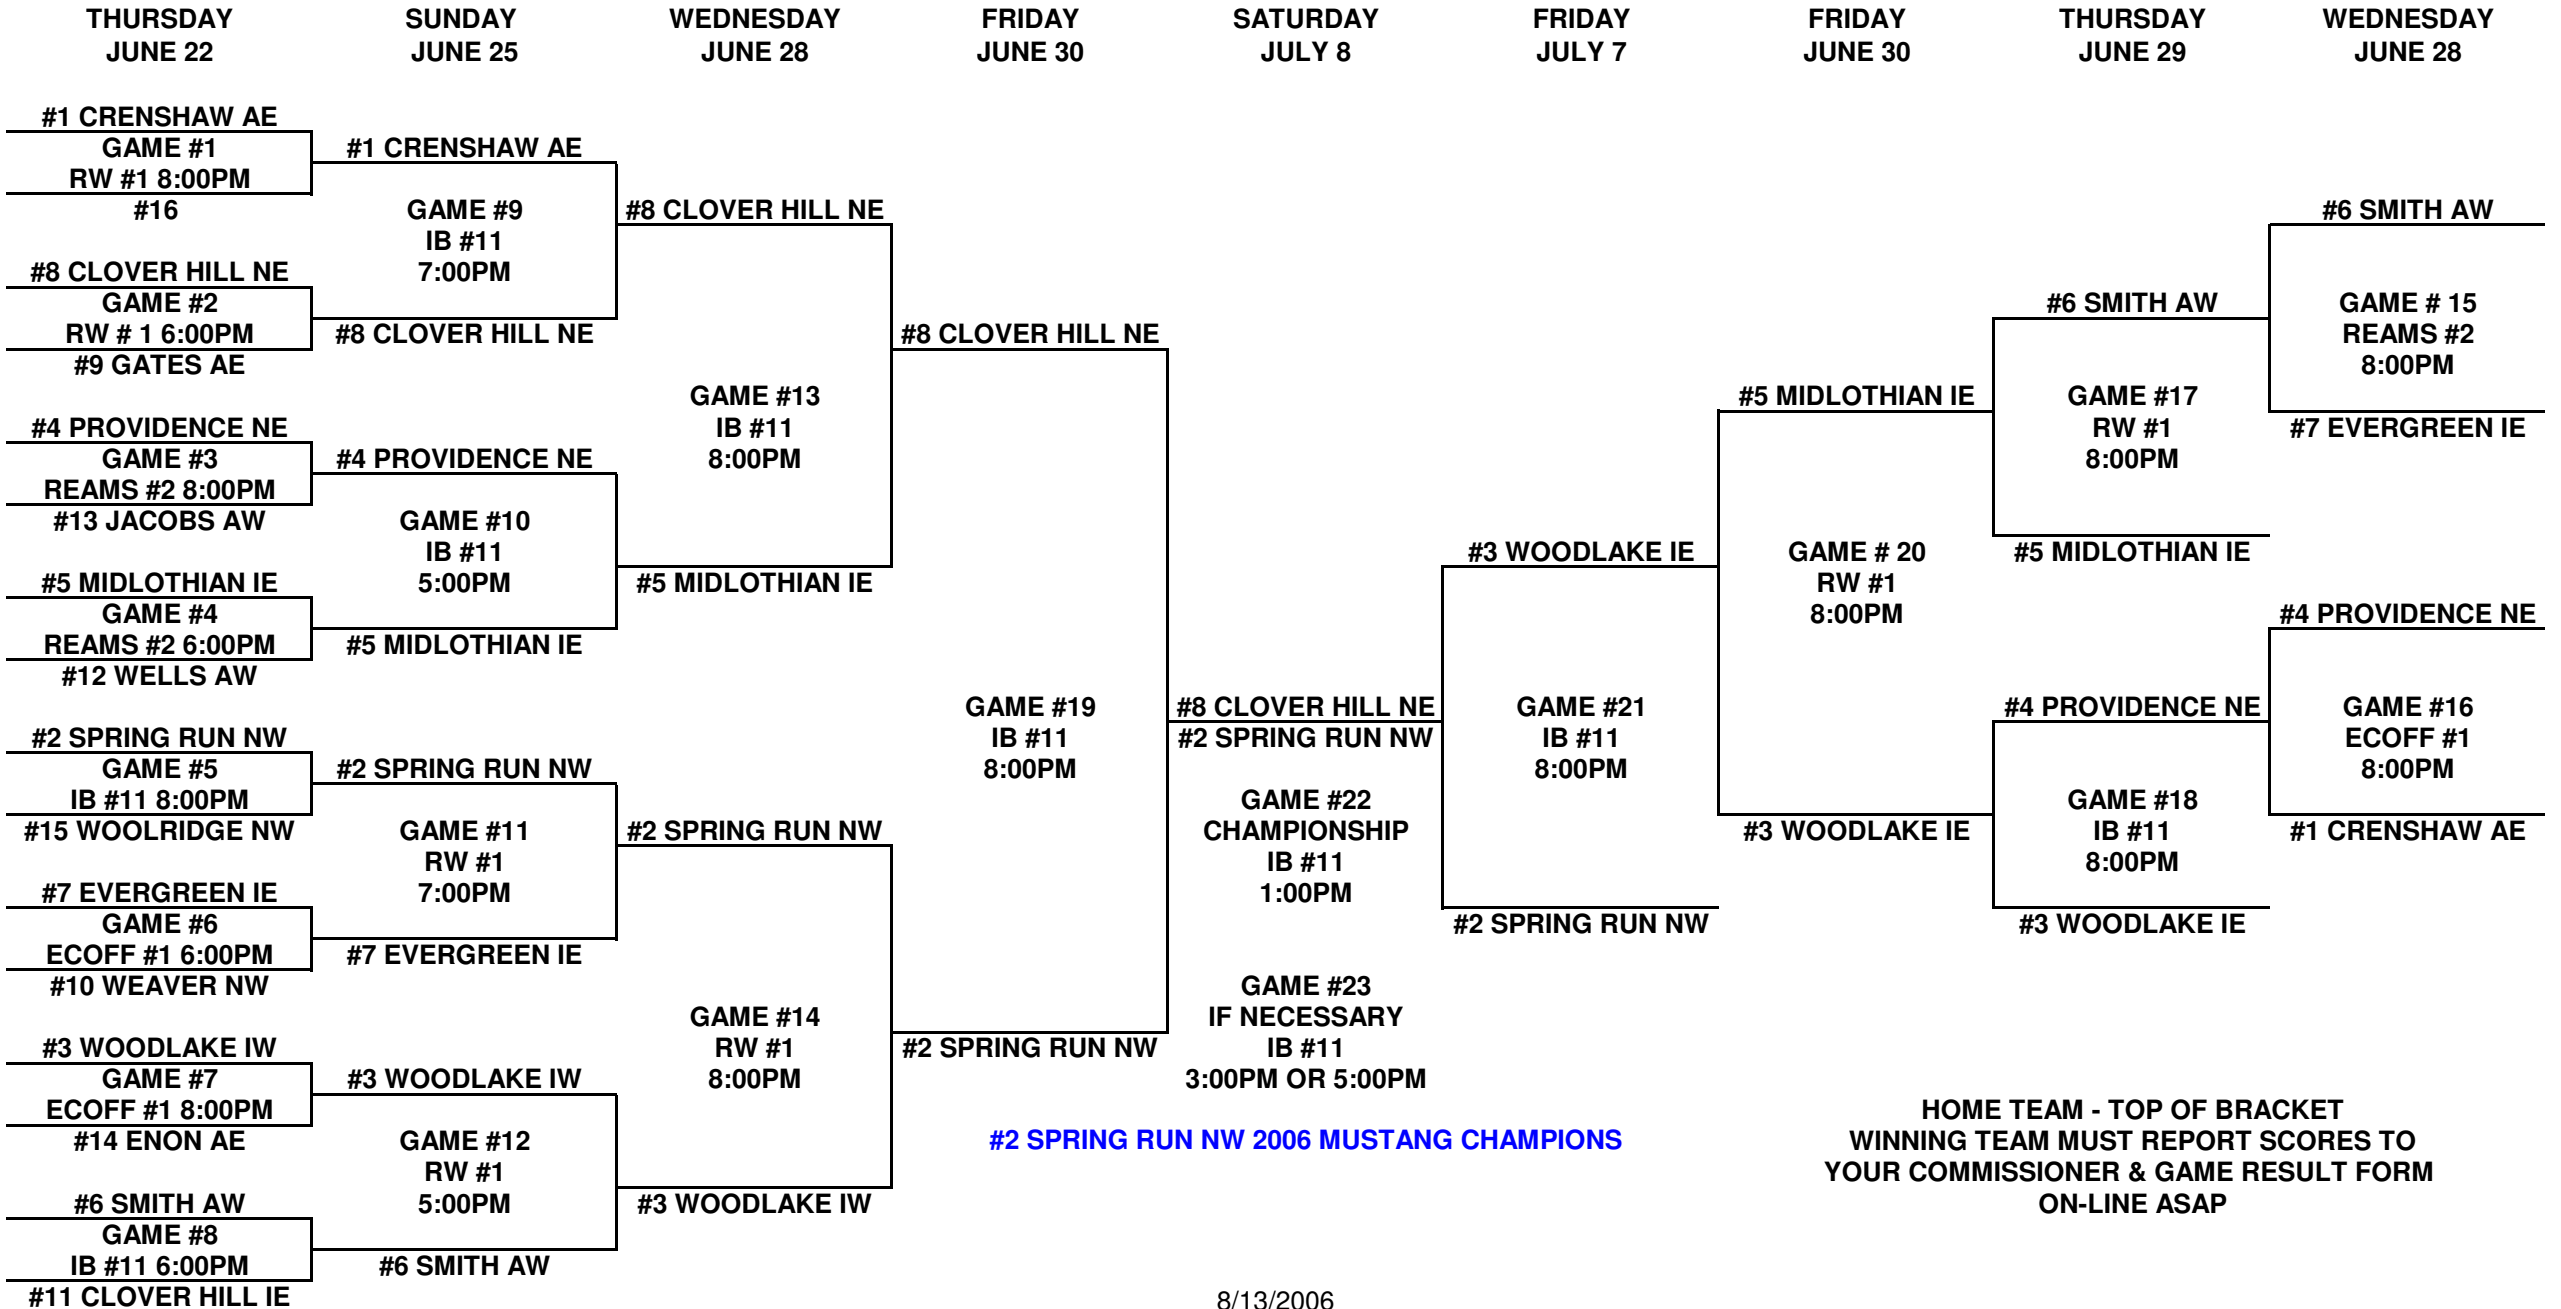 THURSDAY
JUNE 22
SUNDAY
JUNE 25
WEDNESDAY
JUNE 28
FRIDAY
JUNE 30
SATURDAY
JULY 8
FRIDAY
JULY 7
FRIDAY
JUNE 30
THURSDAY
JUNE 29
WEDNESDAY
JUNE 28
#1 CRENSHAW AE
GAME #1
RW #1 8:00PM
#16
#8 CLOVER HILL NE
GAME #2
RW # 1 6:00PM
#9 GATES AE
#4 PROVIDENCE NE
GAME #3
REAMS #2 8:00PM
#13 JACOBS AW
#5 MIDLOTHIAN IE
GAME #4
REAMS #2 6:00PM
#12 WELLS AW
#2 SPRING RUN NW
GAME #5
IB #11 8:00PM
#15 WOOLRIDGE NW
#7 EVERGREEN IE
GAME #6
ECOFF #1 6:00PM
#10 WEAVER NW
#3 WOODLAKE IW
GAME #7
ECOFF #1 8:00PM
#14 ENON AE
#6 SMITH AW
GAME #8
IB #11 6:00PM
#11 CLOVER HILL IE
#1 CRENSHAW AE
GAME #9
IB #11
7:00PM
#8 CLOVER HILL NE
#4 PROVIDENCE NE
GAME #10
IB #11
5:00PM
#5 MIDLOTHIAN IE
#2 SPRING RUN NW
GAME #11
RW #1
7:00PM
#7 EVERGREEN IE
#3 WOODLAKE IW
GAME #12
RW #1
5:00PM
#6 SMITH AW
#8 CLOVER HILL NE
GAME #13
IB #11
8:00PM
#5 MIDLOTHIAN IE
#2 SPRING RUN NW
GAME #14
RW #1
8:00PM
#3 WOODLAKE IW
#8 CLOVER HILL NE
GAME #19
IB #11
8:00PM
#2 SPRING RUN NW
#8 CLOVER HILL NE
#2 SPRING RUN NW
GAME #22
CHAMPIONSHIP
IB #11
1:00PM
GAME #23
IF NECESSARY
IB #11
3:00PM OR 5:00PM
#2 SPRING RUN NW 2006 MUSTANG CHAMPIONS
#3 WOODLAKE IE
GAME #21
IB #11
8:00PM
#2 SPRING RUN NW
#5 MIDLOTHIAN IE
GAME # 20
RW #1
8:00PM
#3 WOODLAKE IE
#6 SMITH AW
GAME #17
RW #1
8:00PM
#5 MIDLOTHIAN IE
#4 PROVIDENCE NE
GAME #18
IB #11
8:00PM
#3 WOODLAKE IE
#6 SMITH AW
GAME # 15
REAMS #2
8:00PM
#7 EVERGREEN IE
#4 PROVIDENCE NE
GAME #16
ECOFF #1
8:00PM
#1 CRENSHAW AE
HOME TEAM - TOP OF BRACKET
WINNING TEAM MUST REPORT SCORES TO
YOUR COMMISSIONER & GAME RESULT FORM
ON-LINE ASAP
8/13/2006